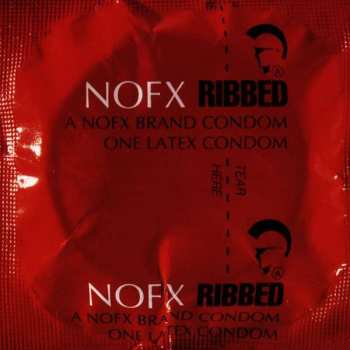 NOFX RIBBED
A NOFX BRAND CONDOM
ONE LATEX CONDOM
TEAR
HERE
NOFX RIBBED
A NOFX BRAND CONDOM
ONE LATEX CONDOM